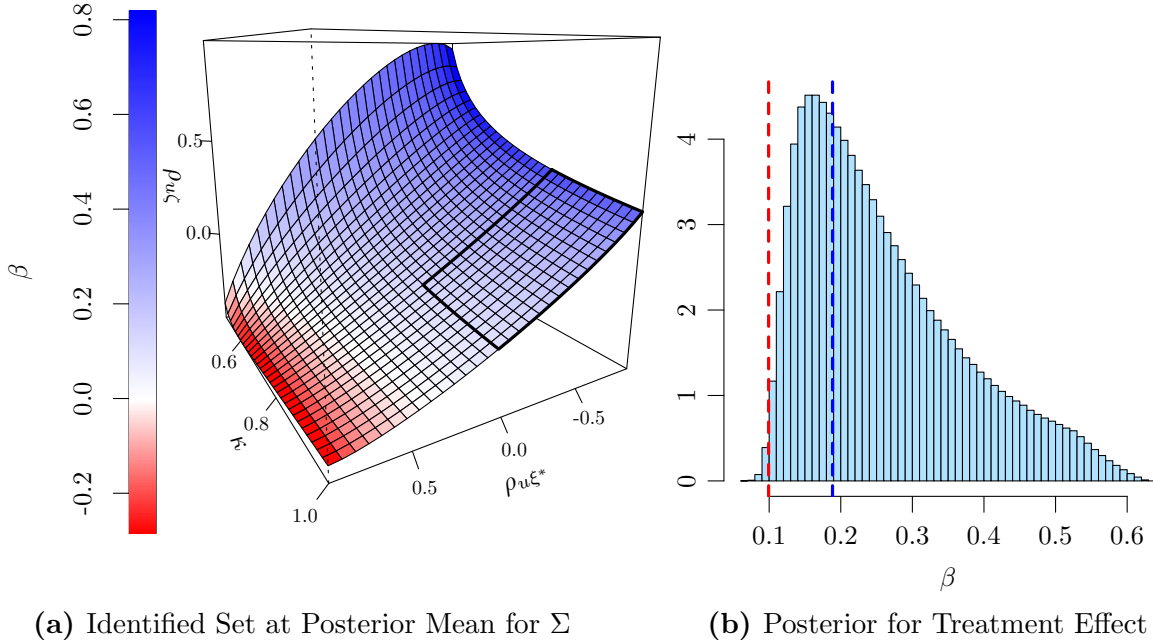 0.8
0.6
0.4
0.2
0.0
-0.2
β
0.5
0.0
ρuζ
0.6
0.8
1.0
κ
0.5
0.0
-0.5
ρuξ*
4
3
2
1
0
0.1 0.2 0.3 0.4 0.5 0.6
β
(a) Identified Set at Posterior Mean for Σ
(b) Posterior for Treatment Effect